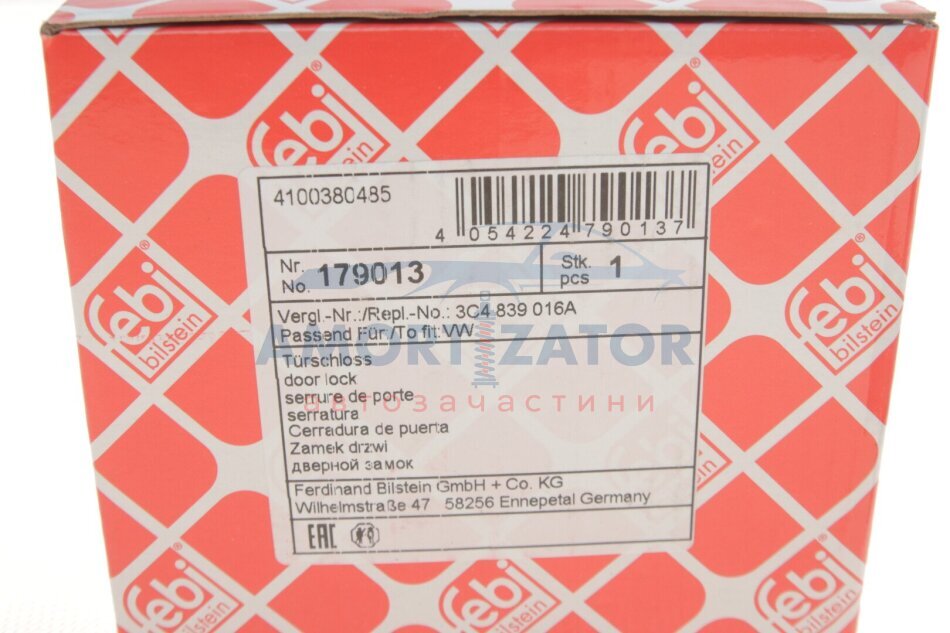 febi
bilstein
febi
bilstein
4100380485
4 054224 790137
Nr.
No. 179013
Stk.
pcs 1
Vergl.-Nr.:/Repl.-No.: 3C4 839 016A
Passend Für/To fit: VW
AMORTIZATOR
Türschloss
door lock
serrure de porte
автозачастини
serratura
Cerradura de puerta
Zamek drzwi
дверной замок
Ferdinand Bilstein GmbH + Co. KG
Wilhelmstraße 47 58256 Ennepetal Germany
EAC
febi
bilstein
febi
bilstein
febi
bilstein
febi
febi
bilstein